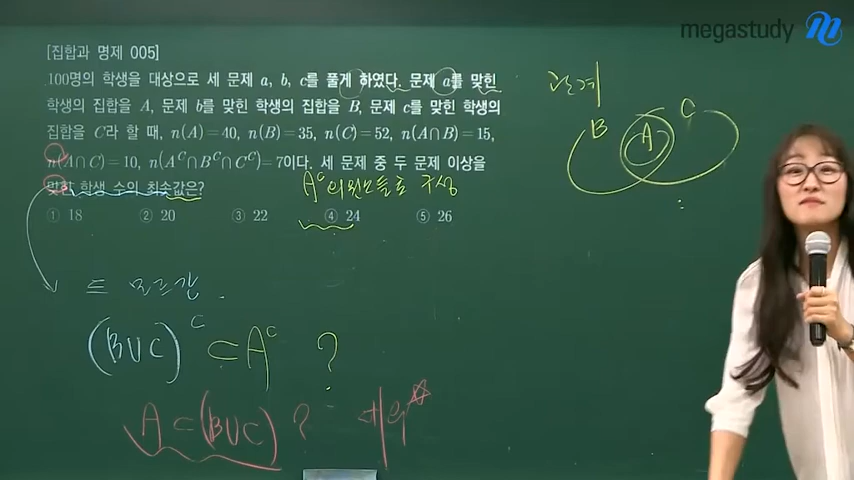 megastudy
[집합과 명제 005]
100명의 학생을 대상으로 세 문제 a, b, c를 풀게 하였다. 문제 a를 맞힌
학생의 집합을 A, 문제 b를 맞힌 학생의 집합을 B, 문제 c를 맞힌 학생의
집합을 C라 할 때, n(A)=40, n(B)=35, n(C)=52, n(A∩B)=15,
n(A∩C)=10, n(A^C∩B^C∩C^C)=7이다. 세 문제 중 두 문제 이상을
맞힌 학생 수의 최솟값은?
A^C의 원소들로 구성
① 18 ② 20 ③ 22 ④ 24 ⑤ 26
관계
B A C
(B∪C)^C ⊂ A^C ?
A ⊂ (B∪C) ?